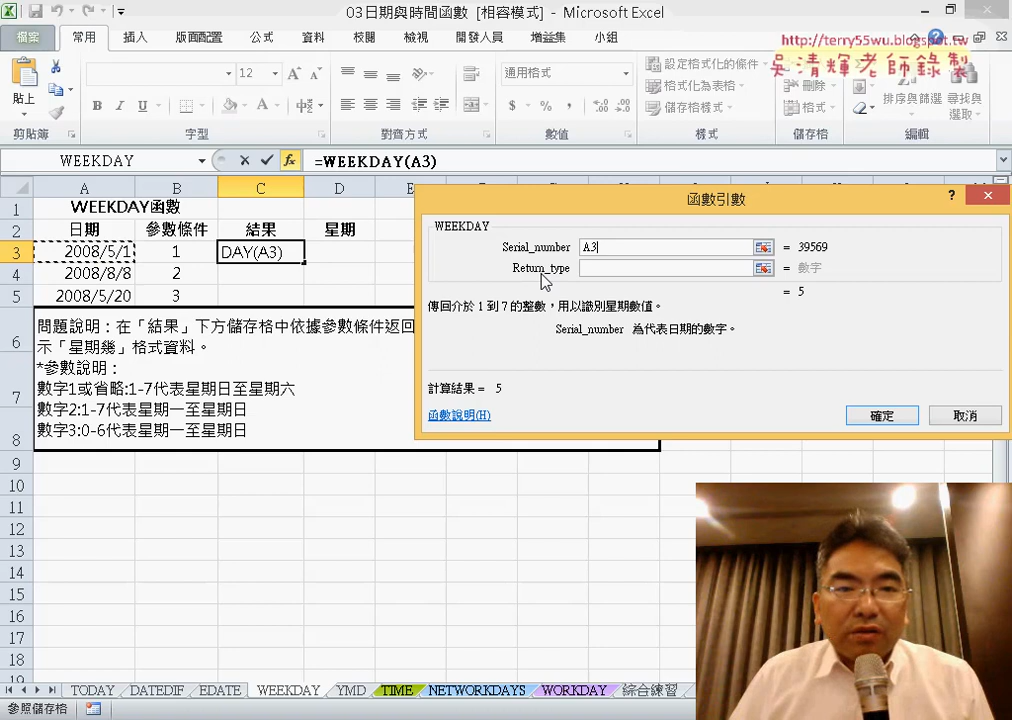 03日期與時間函數 [相容模式] - Microsoft Excel
檔案 常用 插入 版面配置 公式 資料 校閱 檢視 開發人員 增益集 小組
http://terry55wu.blogspot.tw
吳清輝老師錄製
貼上 12 通用格式 設定格式化的條件 格式化為表格 儲存格樣式 刪除 格式 排序與篩選 尋找與選取
剪貼簿 字型 對齊方式 數值 樣式 儲存格 編輯
WEEKDAY =WEEKDAY(A3)
A B C D E
1 WEEKDAY函數
2 日期 參數條件 結果 星期
3 2008/5/1 1 DAY(A3)
4 2008/8/8 2
5 2008/5/20 3
6 問題說明：在「結果」下方儲存格中依據參數條件返回
示「星期幾」格式資料。
*參數說明：
7 數字1或省略:1-7代表星期日至星期六
數字2:1-7代表星期一至星期日
8 數字3:0-6代表星期一至星期日
9
10
11
12
13
14
15
16
17
18
19
函數引數
WEEKDAY
Serial_number A3 = 39569
Return_type = 數字
= 5
傳回介於 1 到 7 的整數，用以識別星期數值。
Serial_number 為代表日期的數字。
計算結果 = 5
函數說明(H) 確定 取消
TODAY DATEDIF EDATE WEEKDAY YMD TIME NETWORKDAYS WORKDAY 綜合練習
參照儲存格